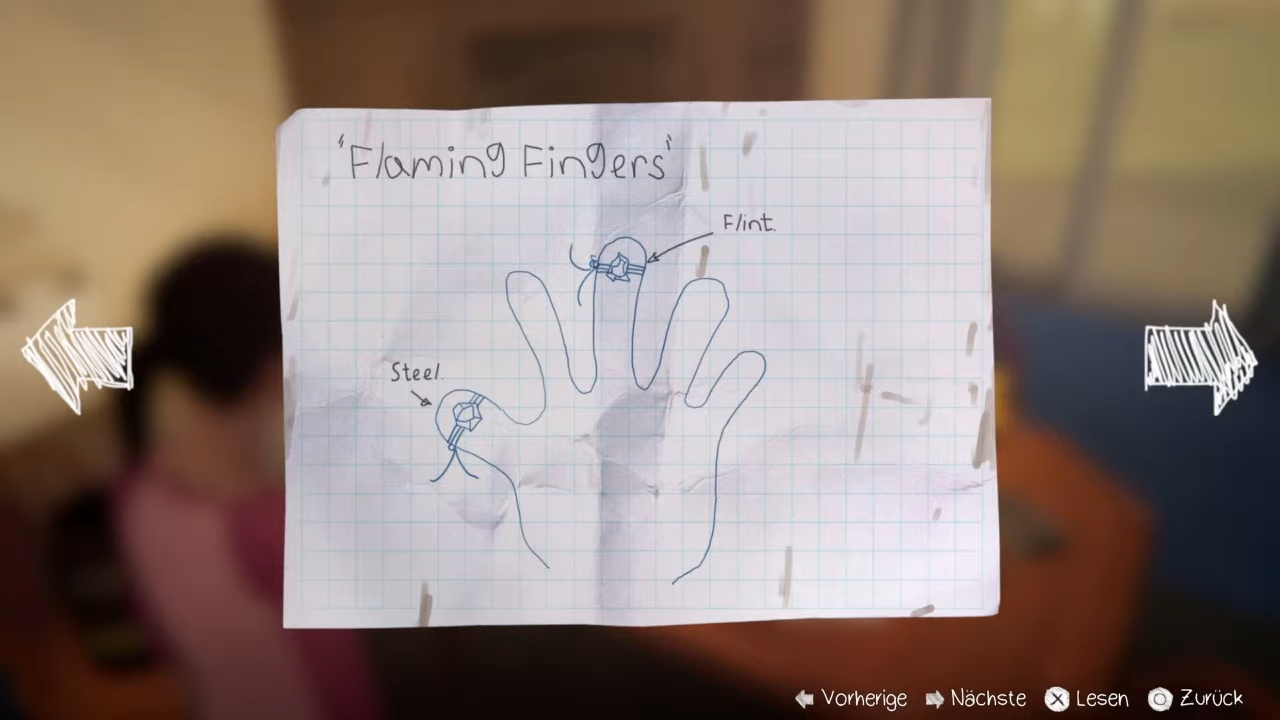 "Flaming Fingers"
Flint.
Steel.
Vorherige Nächste Lesen Zurück